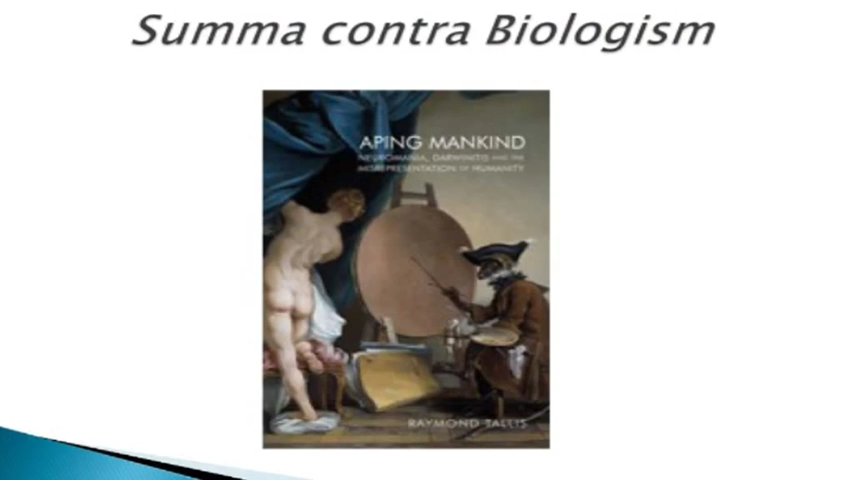 Summa contra Biologism
APING MANKIND
NEUROMANIA, DARWINITIS AND THE
MISREPRESENTATION OF HUMANITY
RAYMOND TALLIS